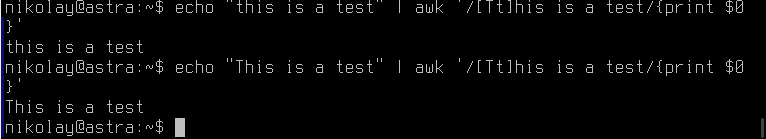 nikolay@astra:~$ echo "this is a test" | awk '/[Tt]his is a test/{print $0
}'
this is a test
nikolay@astra:~$ echo "This is a test" | awk '/[Tt]his is a test/{print $0
}'
This is a test
nikolay@astra:~$